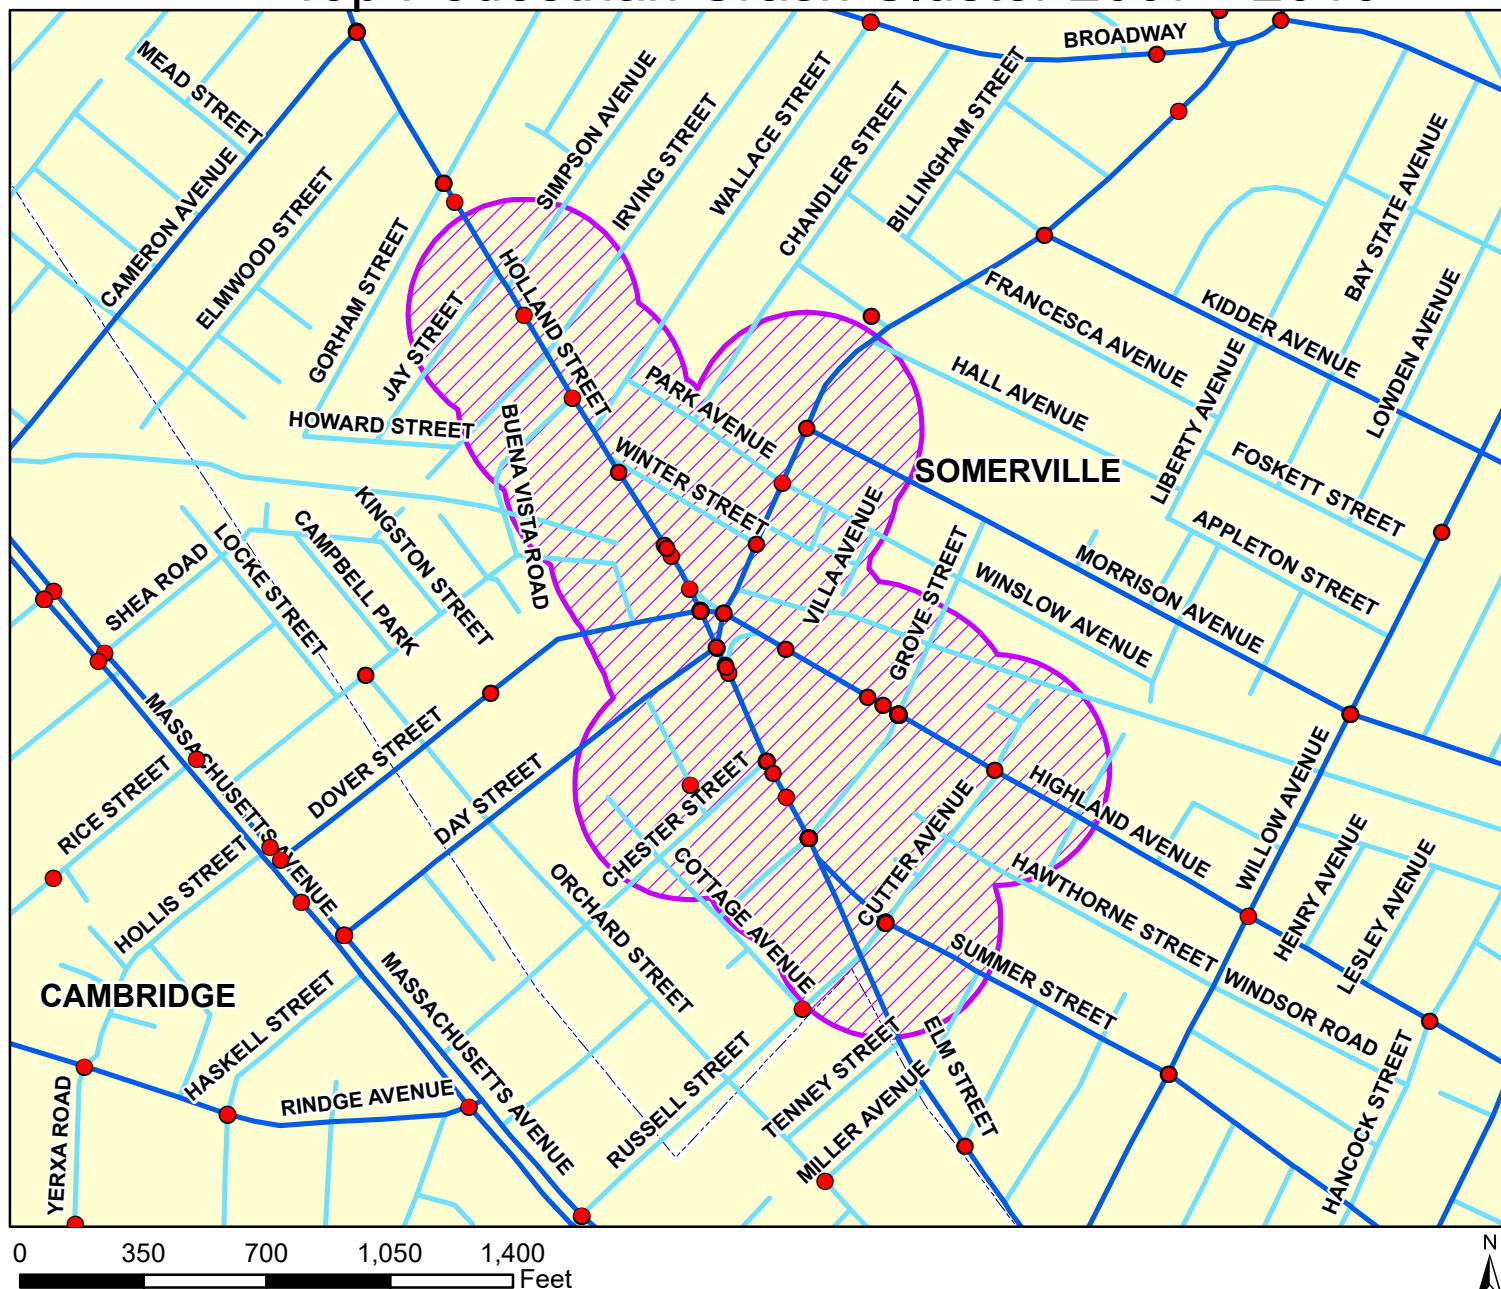 BROADWAY
MEAD STREET
SIMPSON AVENUE
IRVING STREET
WALLACE STREET
CHANDLER STREET
BILLINGHAM STREET
BAY STATE AVENUE
CAMERON AVENUE
ELMWOOD STREET
GORHAM STREET
JAY STREET
HOLLAND STREET
FRANCESCA AVENUE
KIDDER AVENUE
LOWDEN AVENUE
HALL AVENUE
LIBERTY AVENUE
PARK AVENUE
HOWARD STREET
BUENA VISTA ROAD
WINTER STREET
SOMERVILLE
FOSKETT STREET
APPLETON STREET
KINGSTON STREET
CAMPBELL PARK
LOCKE STREET
SHEA ROAD
VILLA AVENUE
GROVE STREET
WINSLOW AVENUE
MORRISON AVENUE
MASSACHUSETTS AVENUE
DOVER STREET
DAY STREET
RICE STREET
HOLLIS STREET
CHESTER STREET
COTTAGE AVENUE
ORCHARD STREET
CUTTER AVENUE
HIGHLAND AVENUE
WILLOW AVENUE
HENRY AVENUE
LESLEY AVENUE
HAWTHORNE STREET
WINDSOR ROAD
SUMMER STREET
CAMBRIDGE
HASKELL STREET
MASSACHUSETTS AVENUE
RINDGE AVENUE
YERXA ROAD
RUSSELL STREET
TENNEY STREET
MILLER AVENUE
ELM STREET
HANCOCK STREET
0 350 700 1,050 1,400
Feet
N